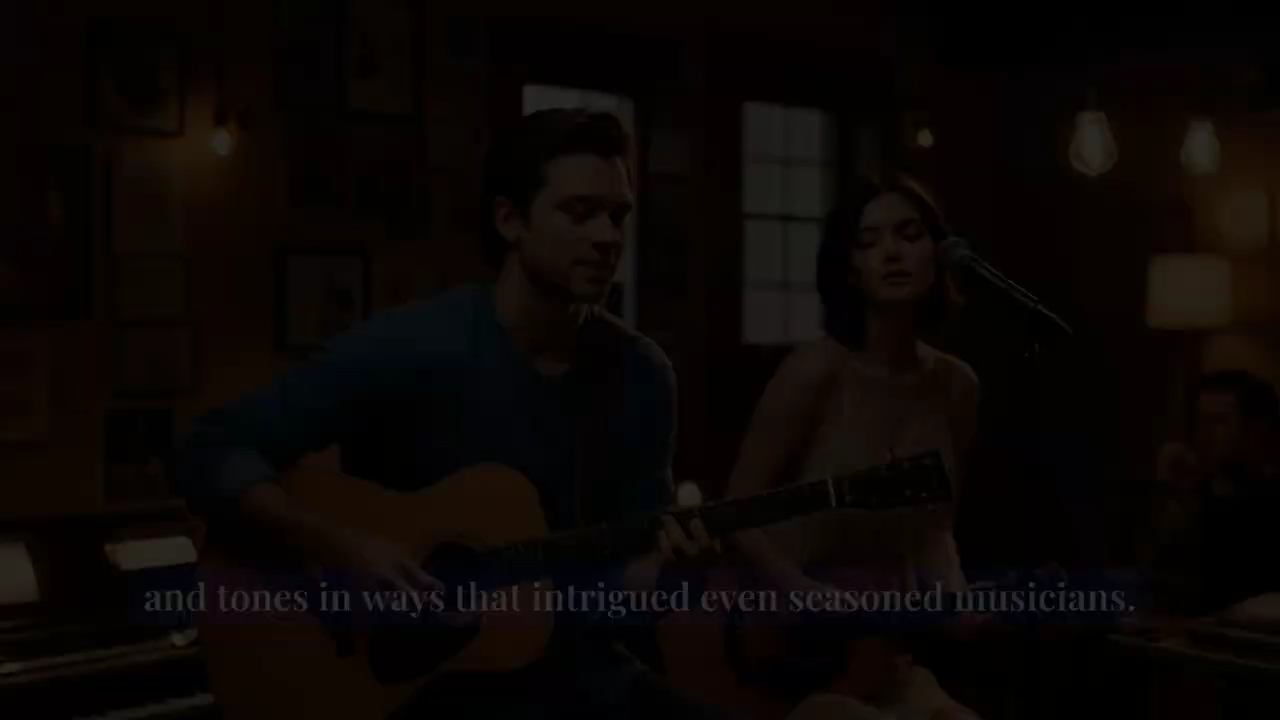 and tones in ways that intrigued even seasoned musicians.